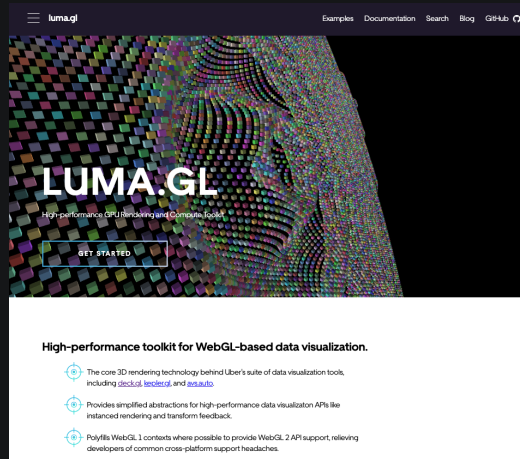 luma.gl
Examples Documentation Search Blog GitHub
LUMA.GL
High-performance GPU Rendering and Compute Toolkit
GET STARTED
High-performance toolkit for WebGL-based data visualization.
The core 3D rendering technology behind Uber's suite of data visualization tools,
including deck.gl, kepler.gl, and avs.auto.
Provides simplified abstractions for high-performance data visualizaton APIs like
instanced rendering and transform feedback.
Polyfills WebGL 1 contexts where possible to provide WebGL 2 API support, relieving
developers of common cross-platform support headaches.